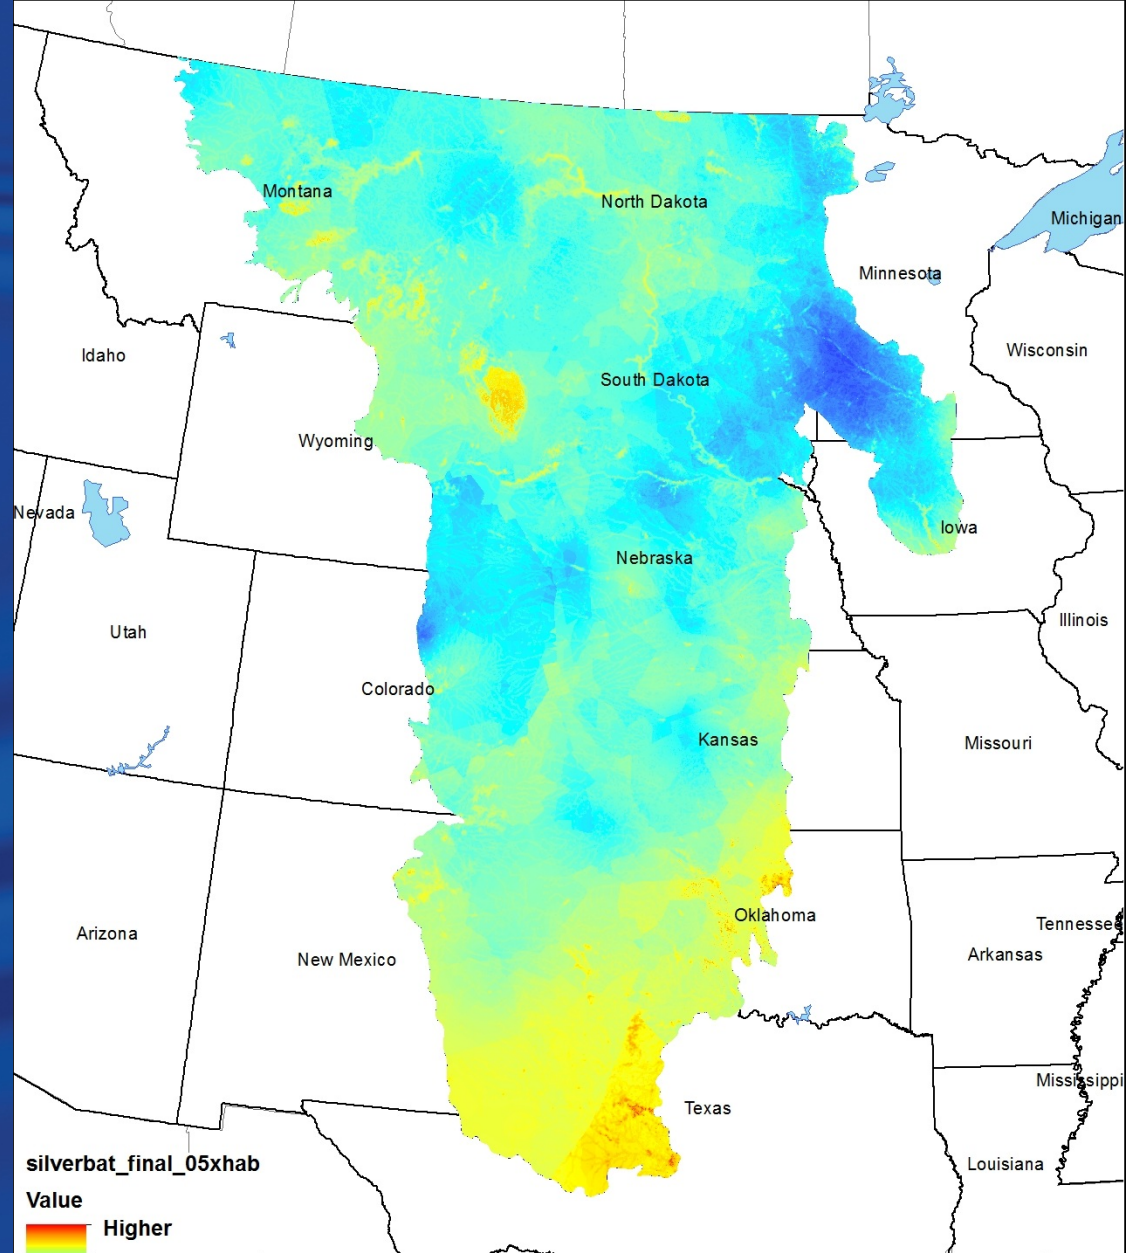 Montana
North Dakota
Michigan
Minnesota
Idaho
Wisconsin
South Dakota
Wyoming
Nevada
Iowa
Nebraska
Utah
Illinois
Colorado
Kansas
Missouri
Oklahoma
Tennessee
Arizona
New Mexico
Arkansas
Mississippi
Texas
silverbat_final_05xhab
Louisiana
Value
Higher